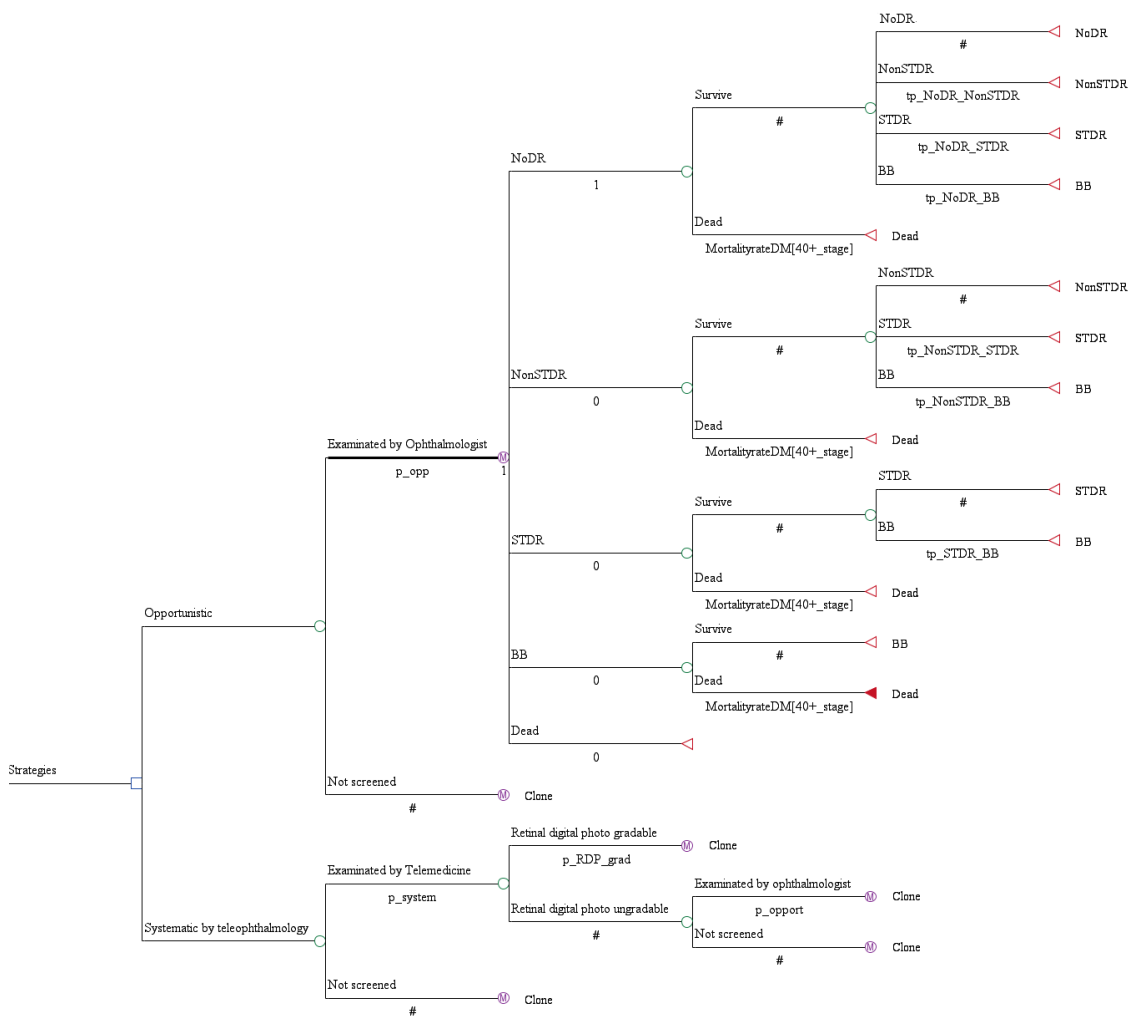 NoDR
NoDR
#
NonSTDR
NonSTDR
tp_NoDR_NonSTDR
Survive
#
STDR
STDR
tp_NoDR_STDR
NoDR
1
BB
BB
tp_NoDR_BB
Dead
Dead
MortalityrateDM[40+_stage]
NonSTDR
NonSTDR
#
Survive
#
STDR
STDR
tp_NonSTDR_STDR
NonSTDR
0
BB
BB
tp_NonSTDR_BB
Dead
Dead
MortalityrateDM[40+_stage]
Examinated by Ophthalmologist
p_opp
M
1
STDR
STDR
#
Survive
#
BB
BB
tp_STDR_BB
STDR
0
Dead
Dead
MortalityrateDM[40+_stage]
Opportunistic
Survive
BB
#
BB
0
Dead
Dead
MortalityrateDM[40+_stage]
Dead
0
Strategies
Not screened
M Clone
#
Retinal digital photo gradable
M Clone
p_RDP_grad
Examinated by Telemedicine
p_system
Examinated by ophthalmologist
M Clone
p_opport
Retinal digital photo ungradable
#
Systematic by teleophthalmology
Not screened
M Clone
#
Not screened
M Clone
#